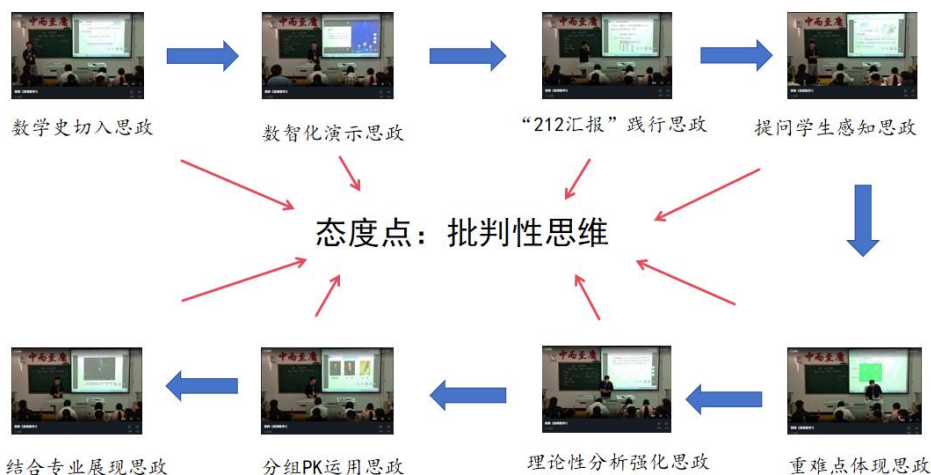 数学史切入思政
数智化演示思政
“212汇报”践行思政
提问学生感知思政
态度点：批判性思维
结合专业展现思政
分组PK运用思政
理论性分析强化思政
重难点体现思政